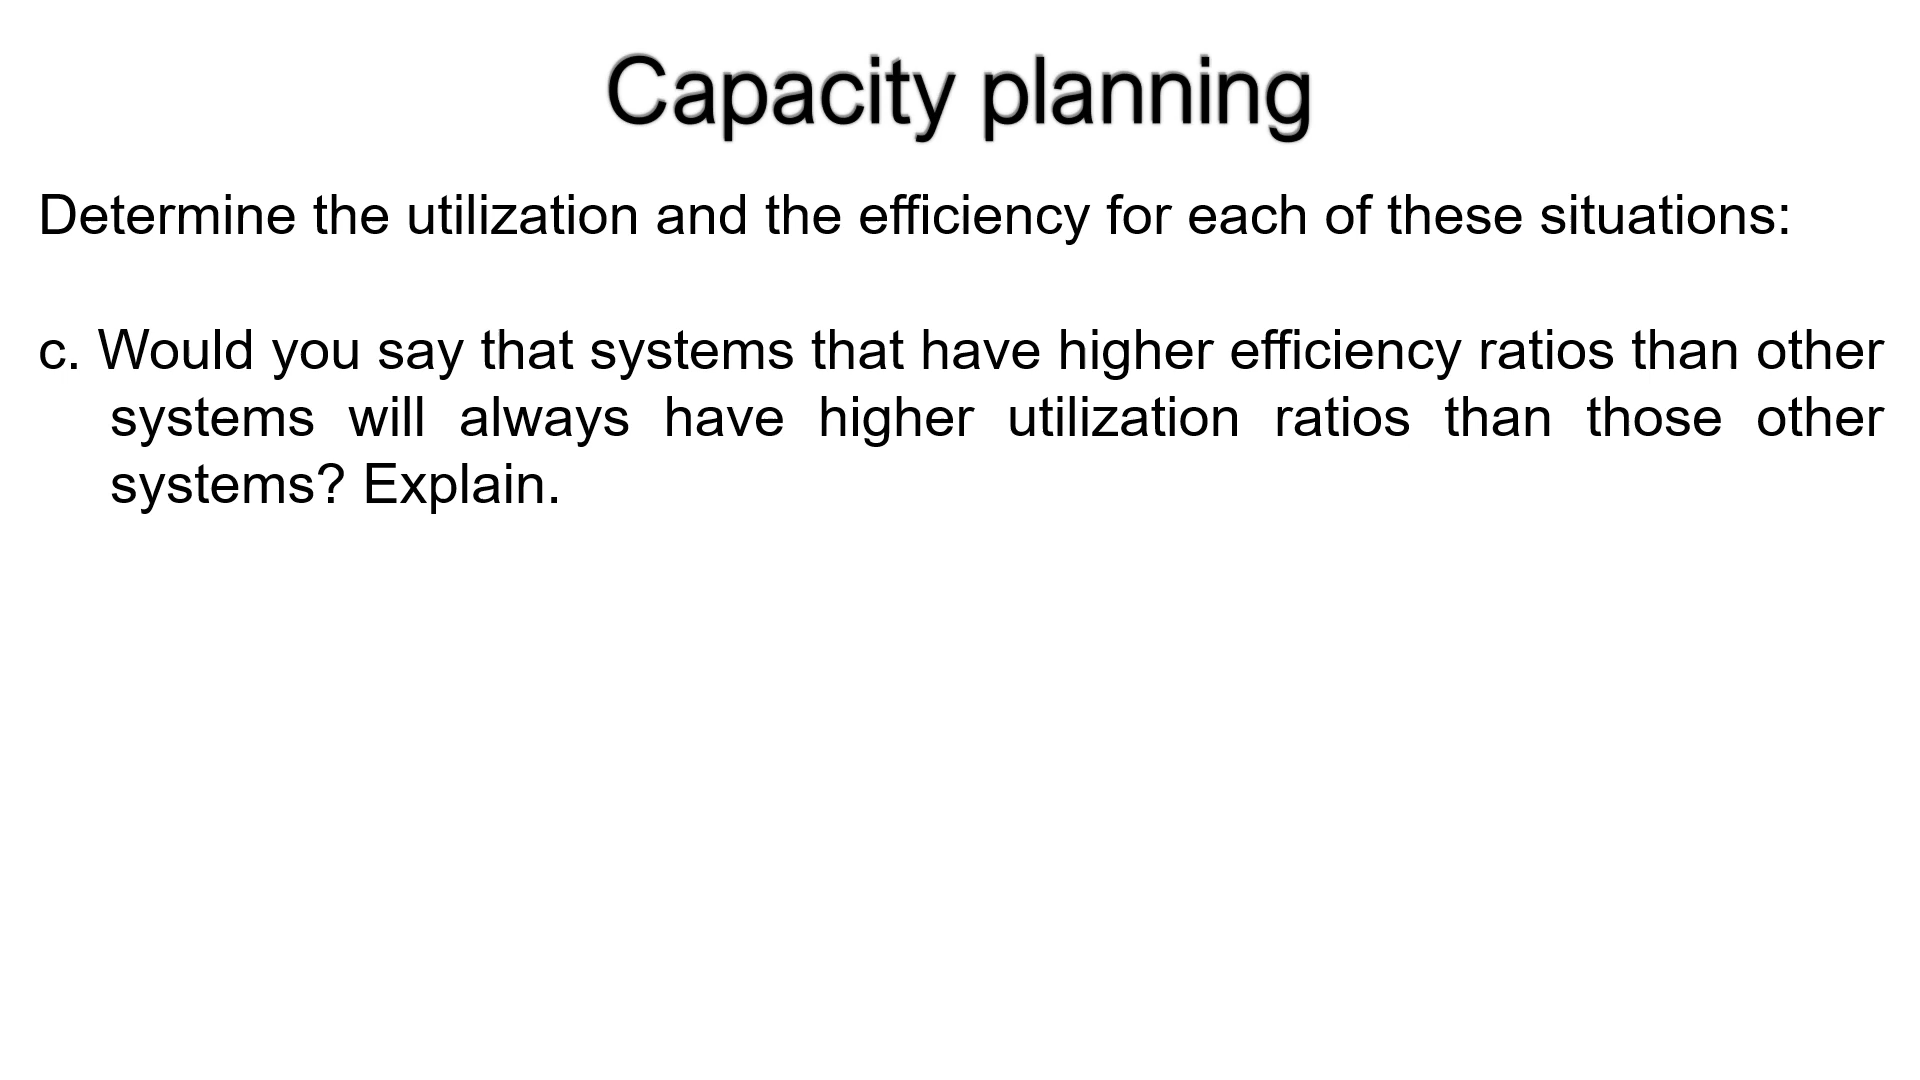 Capacity planning
Determine the utilization and the efficiency for each of these situations:
c. Would you say that systems that have higher efficiency ratios than other
systems will always have higher utilization ratios than those other
systems? Explain.